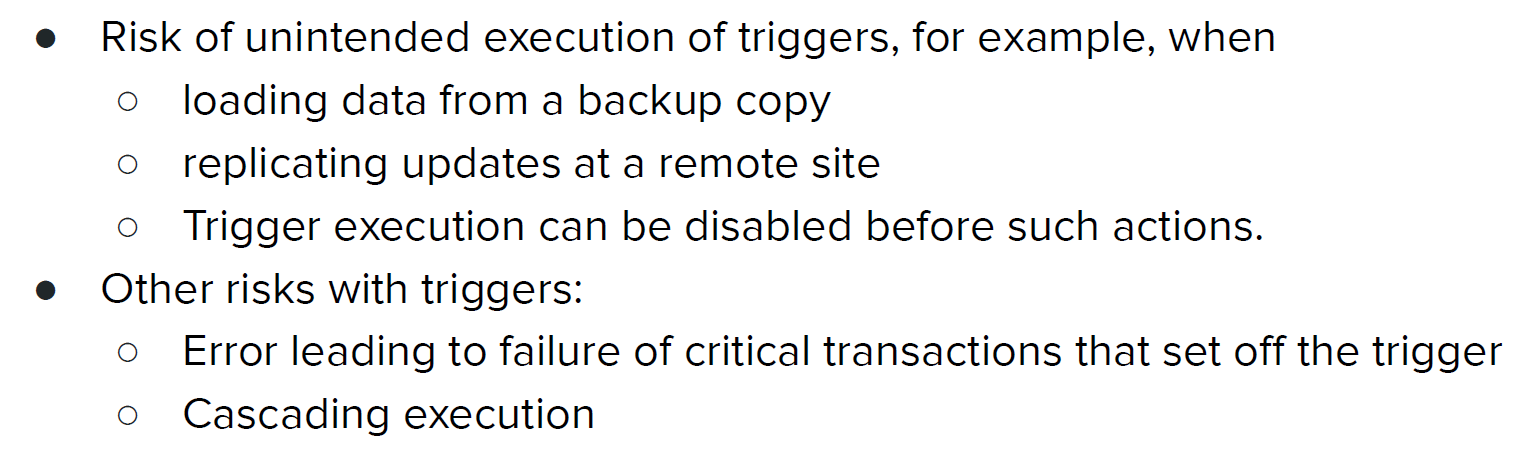 ● Risk of unintended execution of triggers, for example, when
○ loading data from a backup copy
○ replicating updates at a remote site
○ Trigger execution can be disabled before such actions.
● Other risks with triggers:
○ Error leading to failure of critical transactions that set off the trigger
○ Cascading execution